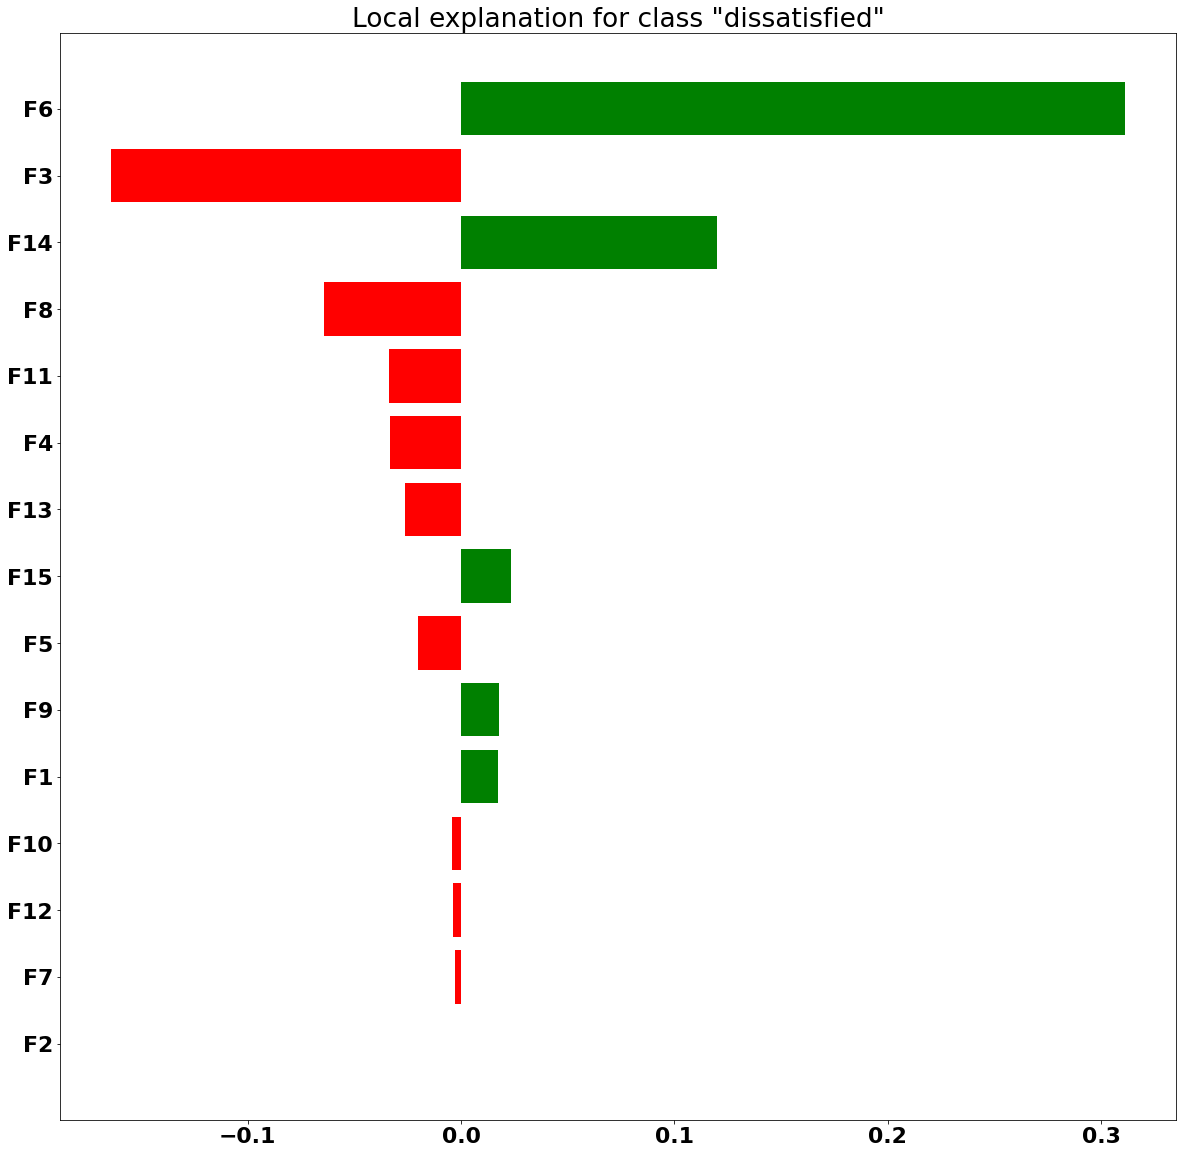 Local explanation for class "dissatisfied"
F6
F3
F14
F8
F11
F4
F13
F15
F5
F9
F1
F10
F12
F7
F2
−0.1 0.0 0.1 0.2 0.3